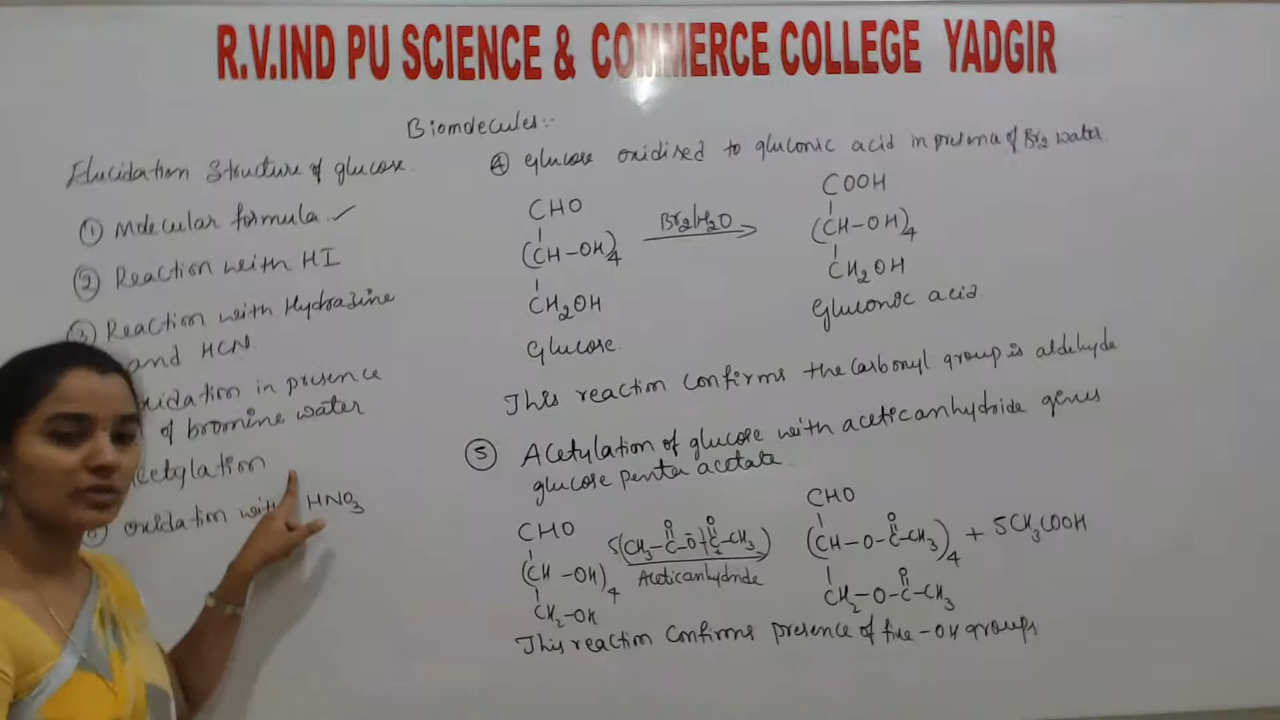 R.V.IND PU SCIENCE & COMMERCE COLLEGE YADGIR
Biomolecules:-
Elucidation Structure of glucose.
① Molecular formula ✓
② Reaction with HI
③ Reaction with Hydrazine
and HCN
oxidation in presence
of bromine water
Acetylation
⑥ oxidation with HNO₃
④ Glucose oxidised to gluconic acid in presence of Br₂ water
CHO
(CH-OH)₄
CH₂OH
Glucose
Br₂/H₂O
COOH
(CH-OH)₄
CH₂OH
Gluconic acid
This reaction confirms the carbonyl group is aldehyde
⑤ Acetylation of glucose with aceticanhydride gives
glucose penta acetate
CHO
(CH-OH)₄
CH₂-OH
O O
5(CH₃-C-O-C-CH₃)
Aceticanhydride
CHO
O
(CH-O-C-CH₃)₄ + 5CH₃COOH
O
CH₂-O-C-CH₃
This reaction confirms presence of five -OH groups